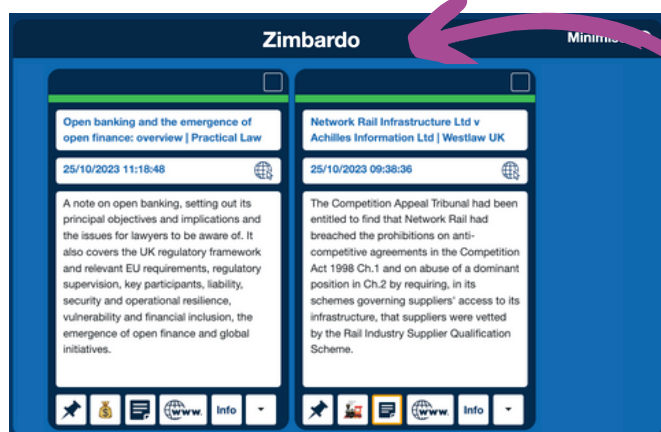 Zimbardo
Open banking and the emergence of
open finance: overview | Practical Law
25/10/2023 11:18:48
A note on open banking, setting out its
principal objectives and implications and
the issues for lawyers to be aware of. It
also covers the UK regulatory framework
and relevant EU requirements, regulatory
supervision, key participants, liability,
security and operational resilience,
vulnerability and financial inclusion, the
emergence of open finance and global
initiatives.
www.
Info
Network Rail Infrastructure Ltd v
Achilles Information Ltd | Westlaw UK
25/10/2023 09:38:36
The Competition Appeal Tribunal had been
entitled to find that Network Rail had
breached the prohibitions on anti-
competitive agreements in the Competition
Act 1998 Ch.1 and on abuse of a dominant
position in Ch.2 by requiring, in its
schemes governing suppliers' access to its
infrastructure, that suppliers were vetted
by the Rail Industry Supplier Qualification
Scheme.
www.
Info